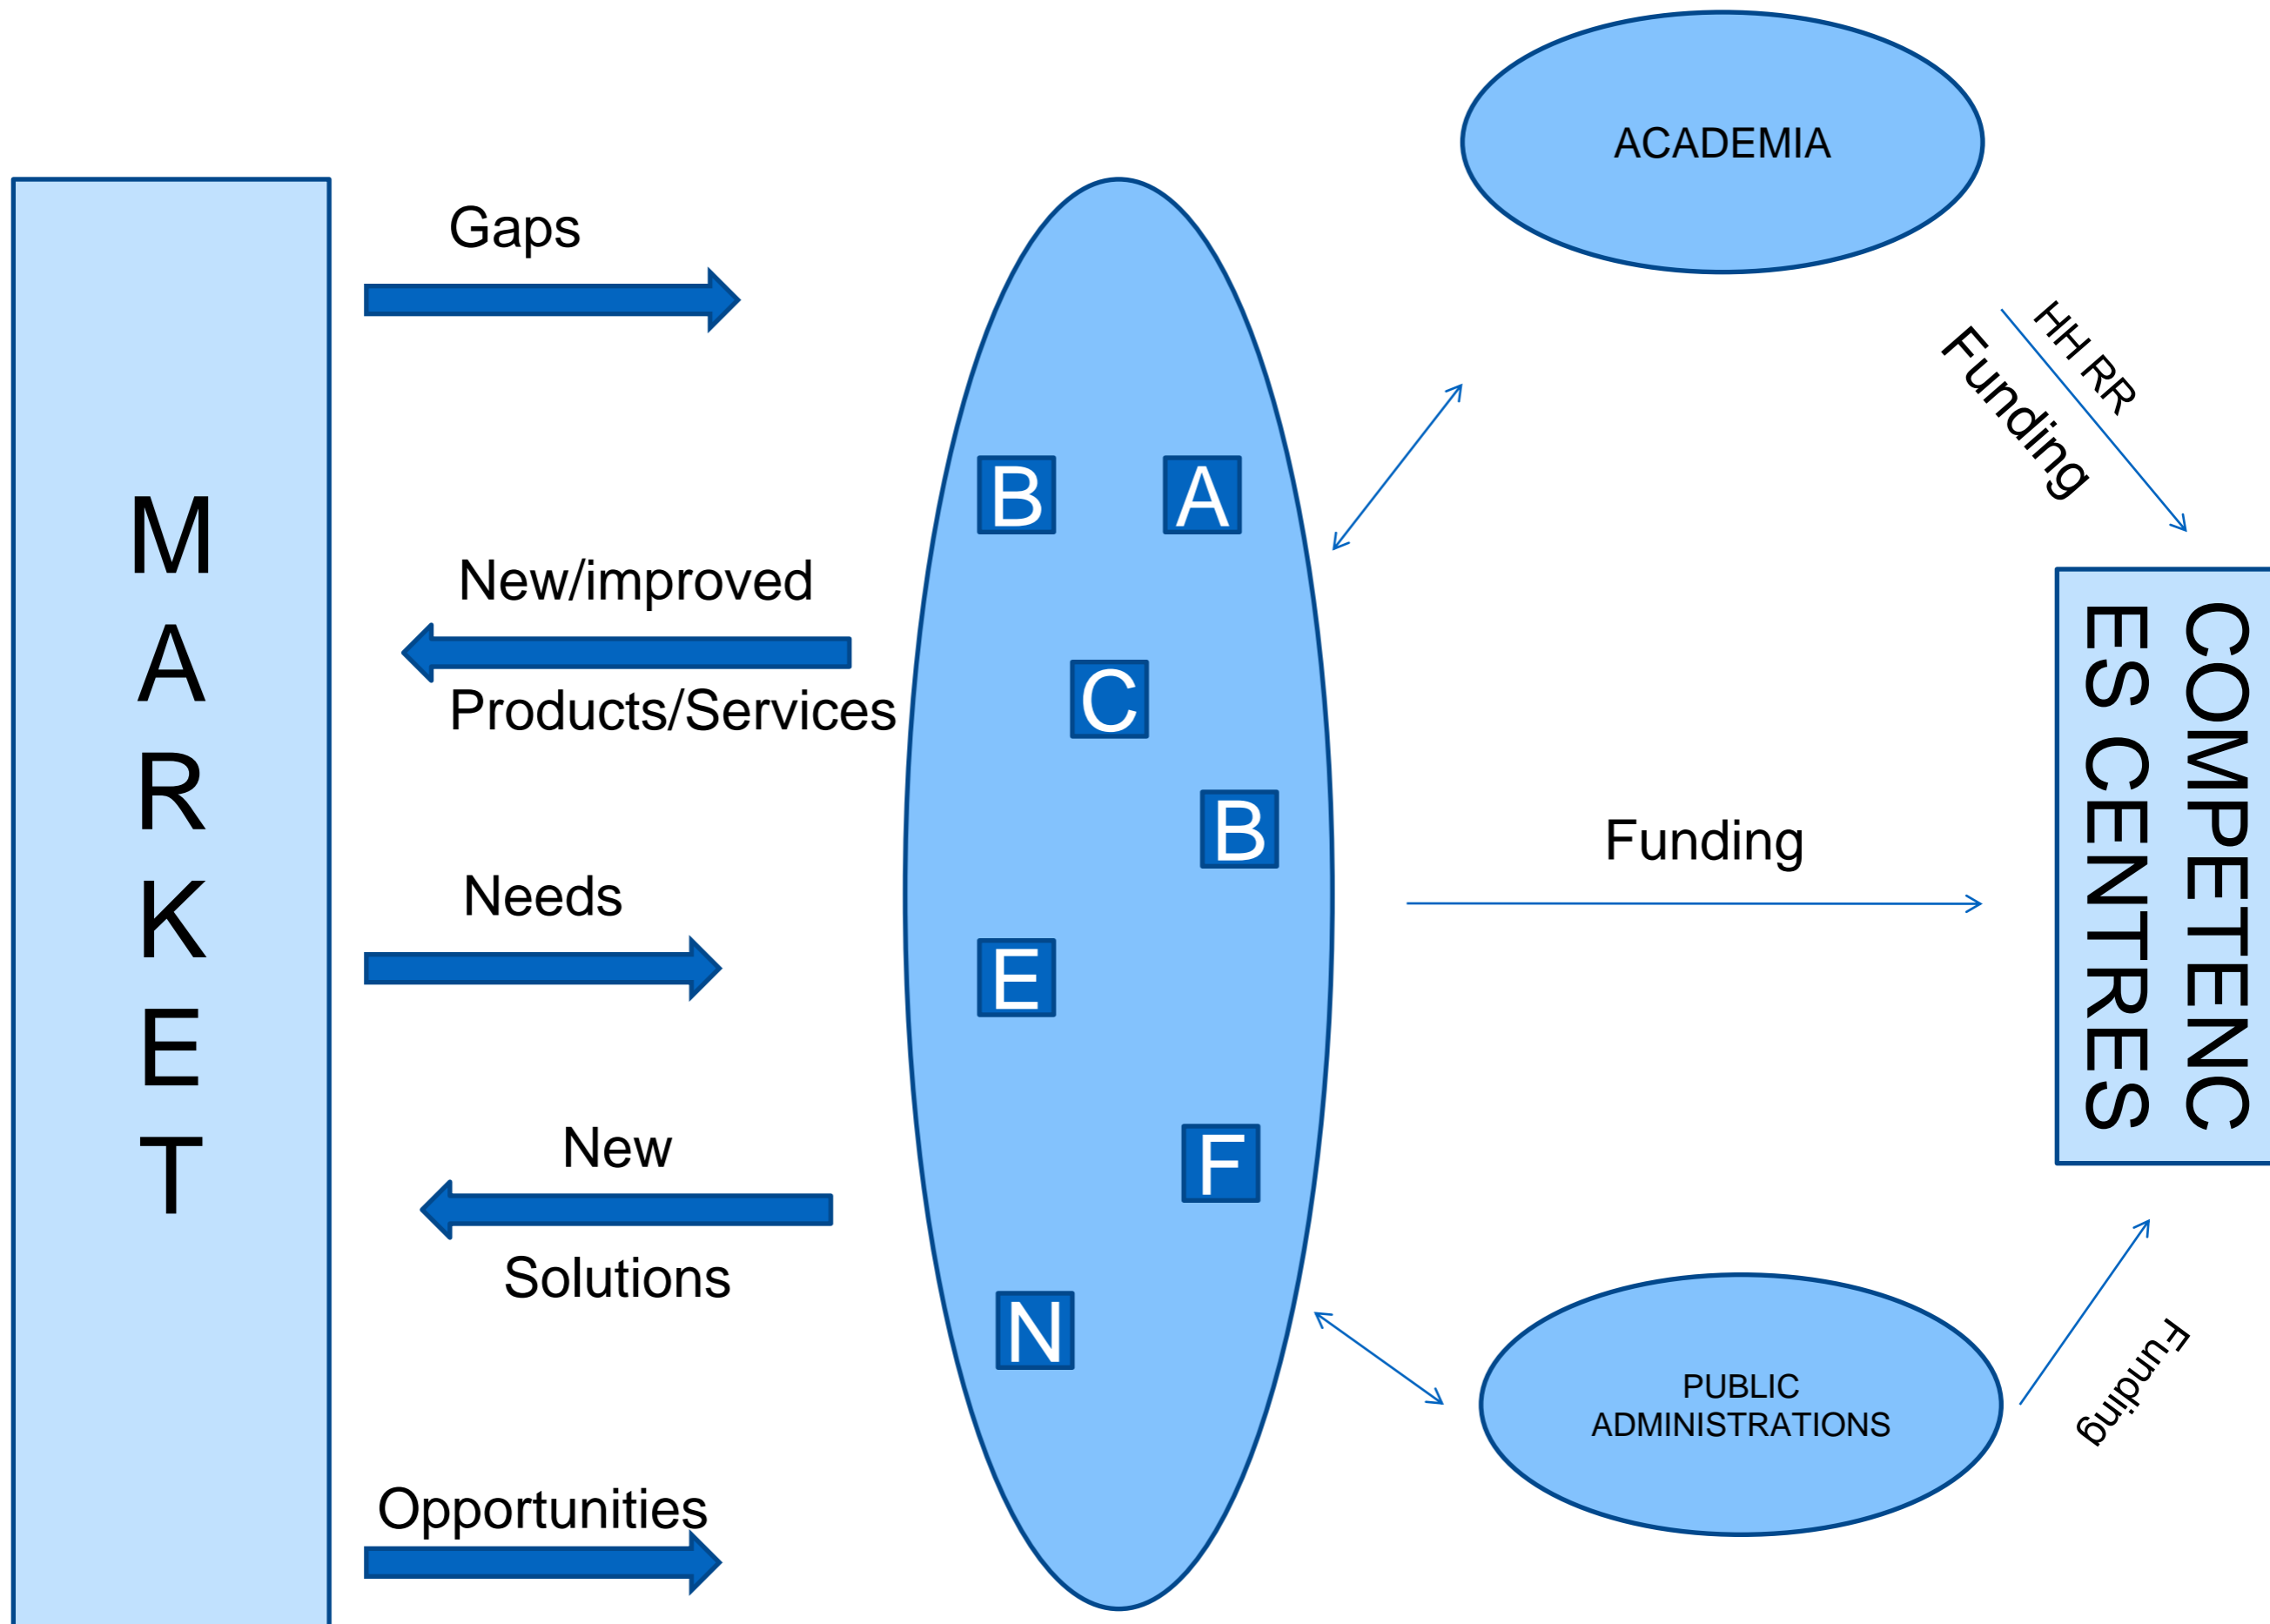 M
A
R
K
E
T
Gaps
New/improved
Products/Services
Needs
New
Solutions
Opportunities
B
A
C
B
E
F
N
ACADEMIA
HH RR
Funding
Funding
COMPETENC
ES CENTRES
PUBLIC
ADMINISTRATIONS
Funding